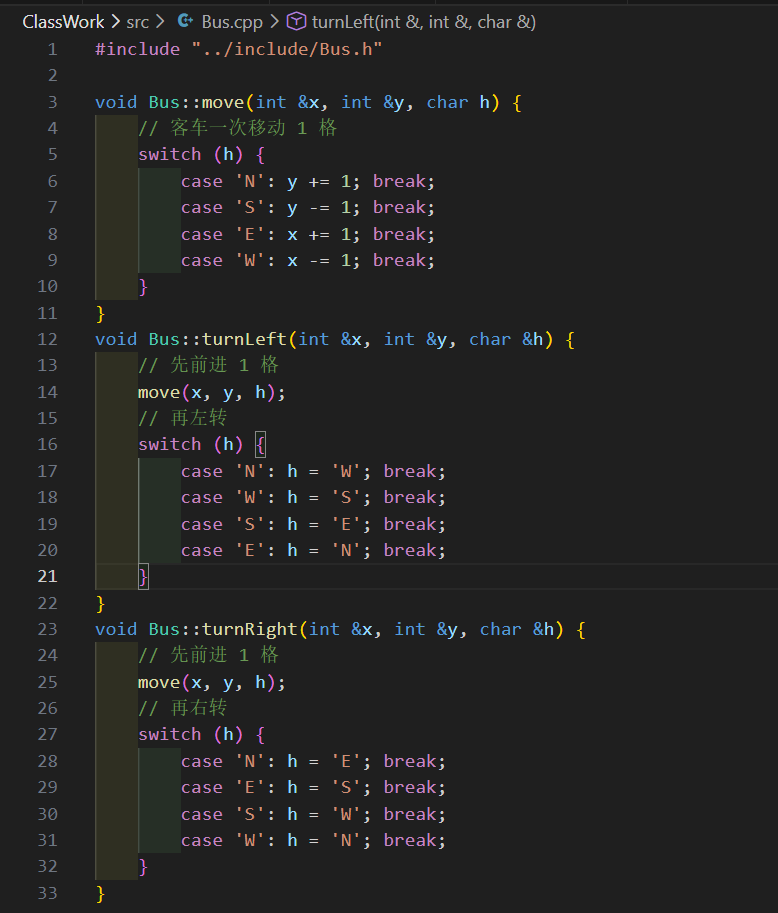 ClassWork > src > Bus.cpp > turnLeft(int &, int &, char &)
1 #include "../include/Bus.h"
2
3 void Bus::move(int &x, int &y, char h) {
4     // 客车一次移动 1 格
5     switch (h) {
6         case 'N': y += 1; break;
7         case 'S': y -= 1; break;
8         case 'E': x += 1; break;
9         case 'W': x -= 1; break;
10     }
11 }
12 void Bus::turnLeft(int &x, int &y, char &h) {
13     // 先前进 1 格
14     move(x, y, h);
15     // 再左转
16     switch (h) {
17         case 'N': h = 'W'; break;
18         case 'W': h = 'S'; break;
19         case 'S': h = 'E'; break;
20         case 'E': h = 'N'; break;
21     }
22 }
23 void Bus::turnRight(int &x, int &y, char &h) {
24     // 先前进 1 格
25     move(x, y, h);
26     // 再右转
27     switch (h) {
28         case 'N': h = 'E'; break;
29         case 'E': h = 'S'; break;
30         case 'S': h = 'W'; break;
31         case 'W': h = 'N'; break;
32     }
33 }